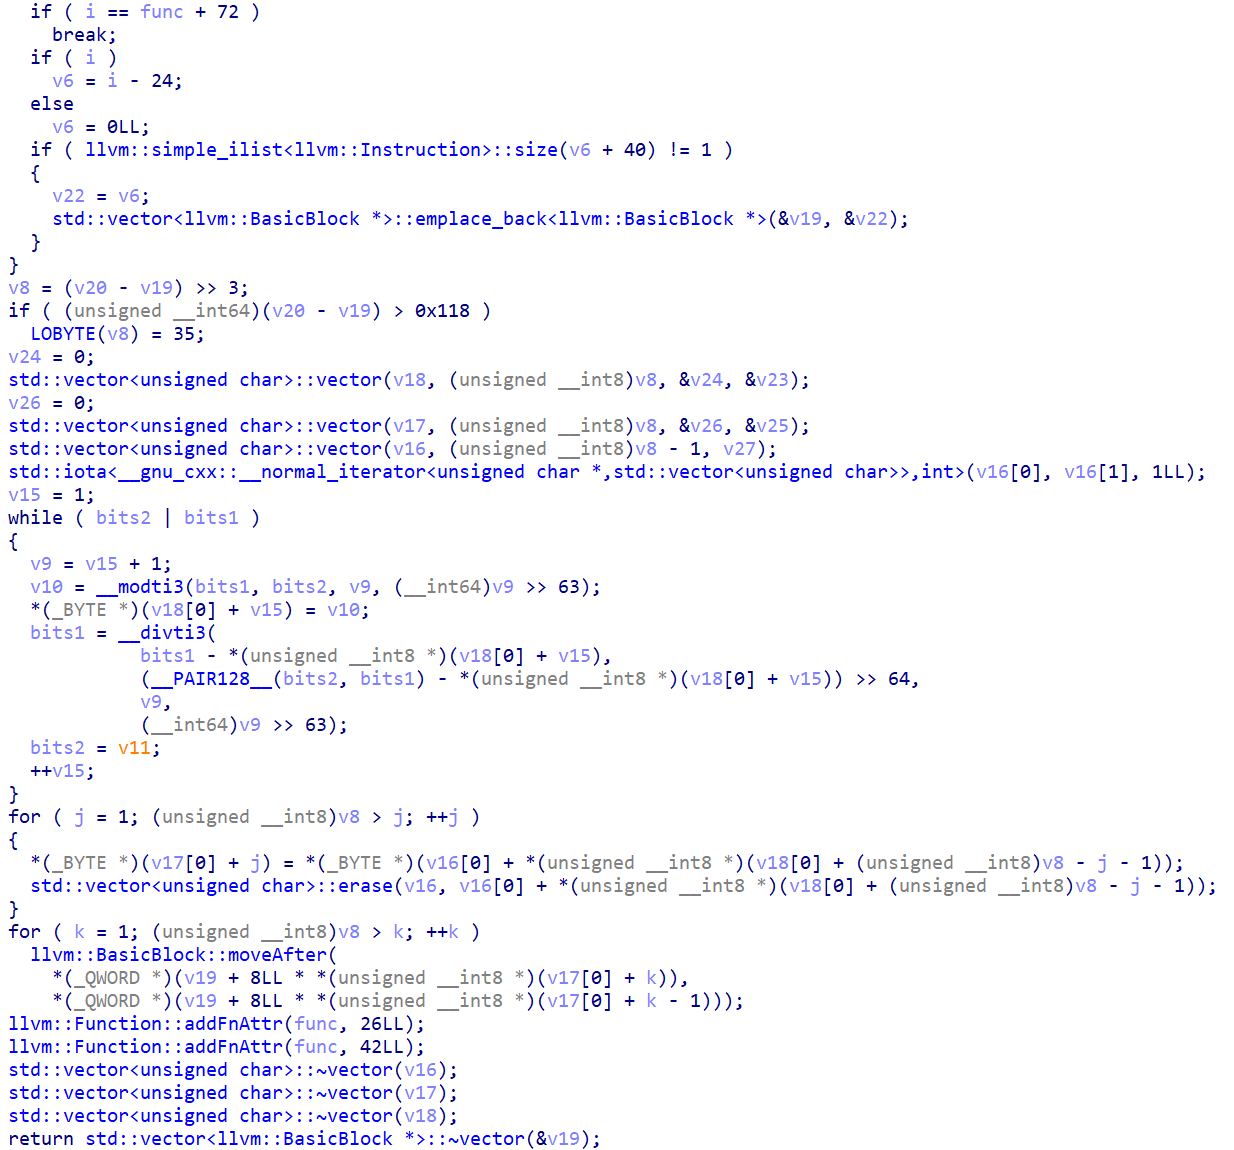 if ( i == func + 72 )
break;
if ( i )
v6 = i - 24;
else
v6 = 0LL;
if ( llvm::simple_ilist<llvm::Instruction>::size(v6 + 40) != 1 )
{
v22 = v6;
std::vector<llvm::BasicBlock *>::emplace_back<llvm::BasicBlock *>(&v19, &v22);
}
}
v8 = (v20 - v19) >> 3;
if ( (unsigned __int64)(v20 - v19) > 0x118 )
LOBYTE(v8) = 35;
v24 = 0;
std::vector<unsigned char>::vector(v18, (unsigned __int8)v8, &v24, &v23);
v26 = 0;
std::vector<unsigned char>::vector(v17, (unsigned __int8)v8, &v26, &v25);
std::vector<unsigned char>::vector(v16, (unsigned __int8)v8 - 1, v27);
std::iota<__gnu_cxx::__normal_iterator<unsigned char *,std::vector<unsigned char>>,int>(v16[0], v16[1], 1LL);
v15 = 1;
while ( bits2 | bits1 )
{
v9 = v15 + 1;
v10 = __modti3(bits1, bits2, v9, (__int64)v9 >> 63);
*(_BYTE *)(v18[0] + v15) = v10;
bits1 = __divti3(
bits1 - *(unsigned __int8 *)(v18[0] + v15),
(__PAIR128__(bits2, bits1) - *(unsigned __int8 *)(v18[0] + v15)) >> 64,
v9,
(__int64)v9 >> 63);
bits2 = v11;
++v15;
}
for ( j = 1; (unsigned __int8)v8 > j; ++j )
{
*(_BYTE *)(v17[0] + j) = *(_BYTE *)(v16[0] + *(unsigned __int8 *)(v18[0] + (unsigned __int8)v8 - j - 1));
std::vector<unsigned char>::erase(v16, v16[0] + *(unsigned __int8 *)(v18[0] + (unsigned __int8)v8 - j - 1));
}
for ( k = 1; (unsigned __int8)v8 > k; ++k )
llvm::BasicBlock::moveAfter(
*(_QWORD *)(v19 + 8LL * *(unsigned __int8 *)(v17[0] + k)),
*(_QWORD *)(v19 + 8LL * *(unsigned __int8 *)(v17[0] + k - 1)));
llvm::Function::addFnAttr(func, 26LL);
llvm::Function::addFnAttr(func, 42LL);
std::vector<unsigned char>::~vector(v16);
std::vector<unsigned char>::~vector(v17);
std::vector<unsigned char>::~vector(v18);
return std::vector<llvm::BasicBlock *>::~vector(&v19);